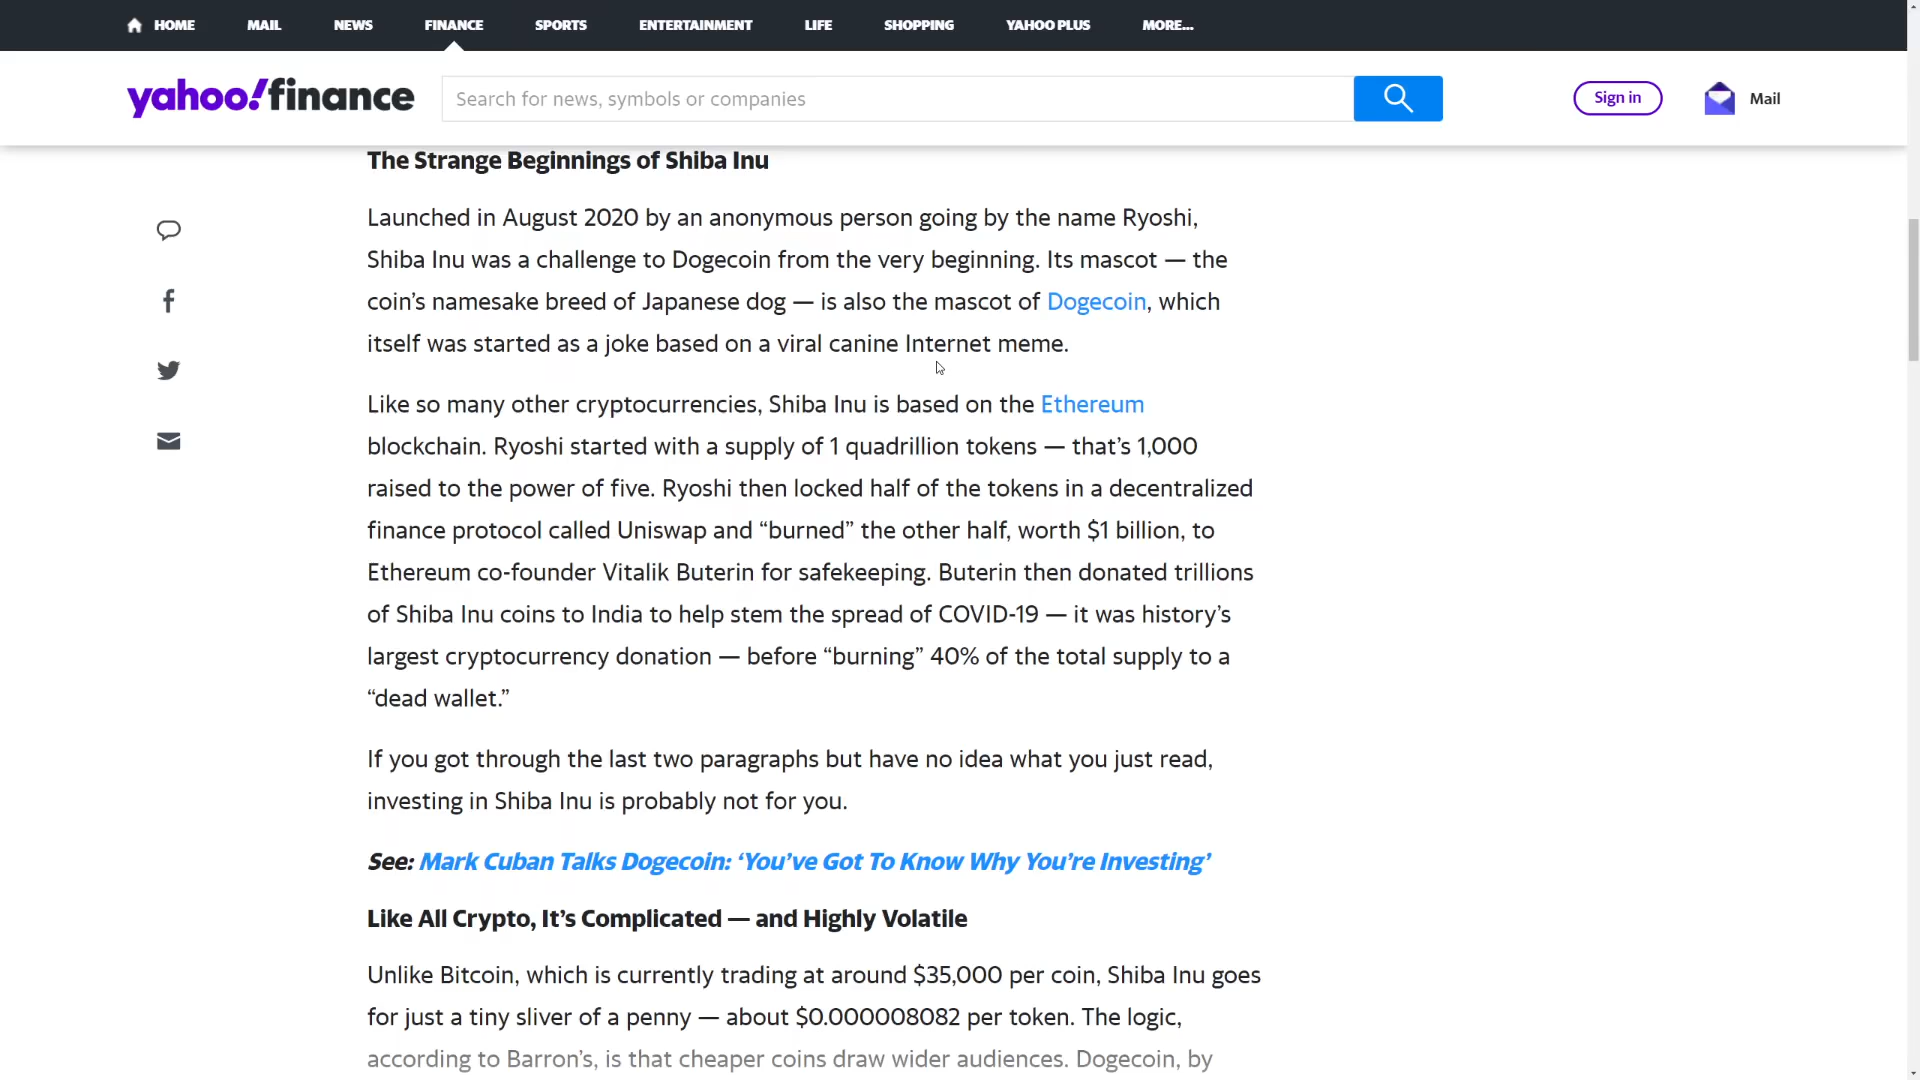 HOME MAIL NEWS FINANCE SPORTS ENTERTAINMENT LIFE SHOPPING YAHOO PLUS MORE...
yahoo!finance Search for news, symbols or companies Sign in Mail
The Strange Beginnings of Shiba Inu
Launched in August 2020 by an anonymous person going by the name Ryoshi,
Shiba Inu was a challenge to Dogecoin from the very beginning. Its mascot — the
coin’s namesake breed of Japanese dog — is also the mascot of Dogecoin, which
itself was started as a joke based on a viral canine Internet meme.
Like so many other cryptocurrencies, Shiba Inu is based on the Ethereum
blockchain. Ryoshi started with a supply of 1 quadrillion tokens — that’s 1,000
raised to the power of five. Ryoshi then locked half of the tokens in a decentralized
finance protocol called Uniswap and “burned” the other half, worth $1 billion, to
Ethereum co-founder Vitalik Buterin for safekeeping. Buterin then donated trillions
of Shiba Inu coins to India to help stem the spread of COVID-19 — it was history’s
largest cryptocurrency donation — before “burning” 40% of the total supply to a
“dead wallet.”
If you got through the last two paragraphs but have no idea what you just read,
investing in Shiba Inu is probably not for you.
See: Mark Cuban Talks Dogecoin: ‘You’ve Got To Know Why You’re Investing’
Like All Crypto, It’s Complicated — and Highly Volatile
Unlike Bitcoin, which is currently trading at around $35,000 per coin, Shiba Inu goes
for just a tiny sliver of a penny — about $0.000008082 per token. The logic,
according to Barron’s, is that cheaper coins draw wider audiences. Dogecoin, by